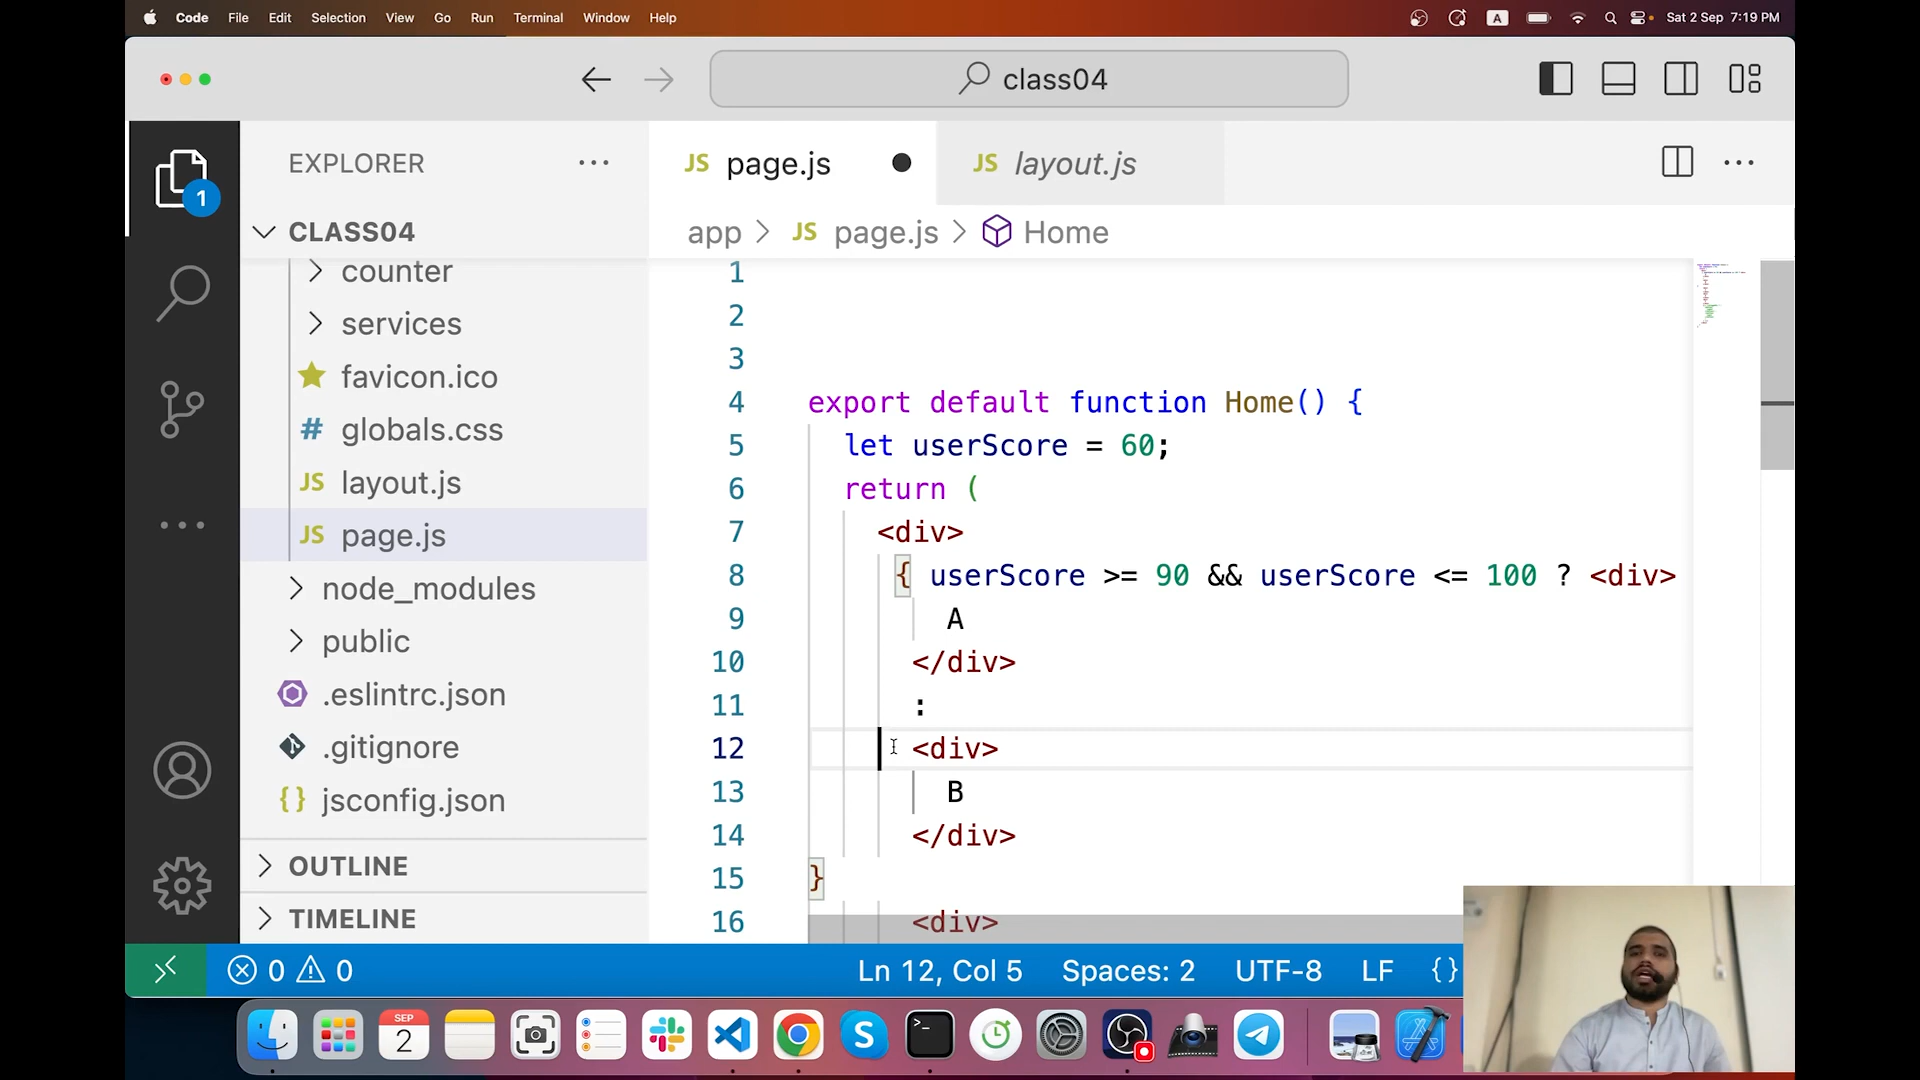 Code File Edit Selection View Go Run Terminal Window Help
A
Sat 2 Sep 7:19 PM
class04
1
EXPLORER
CLASS04
counter
services
favicon.ico
# globals.css
JS layout.js
JS page.js
node_modules
public
.eslintrc.json
.gitignore
{} jsconfig.json
OUTLINE
TIMELINE
JS page.js
JS layout.js
app > JS page.js > Home
1
2
3
4 export default function Home() {
5 let userScore = 60;
6 return (
7 <div>
8 { userScore >= 90 && userScore <= 100 ? <div>
9 A
10 </div>
11 :
12 <div>
13 B
14 </div>
15 }
16 <div>
0 0
Ln 12, Col 5 Spaces: 2 UTF-8 LF {}
SEP
2